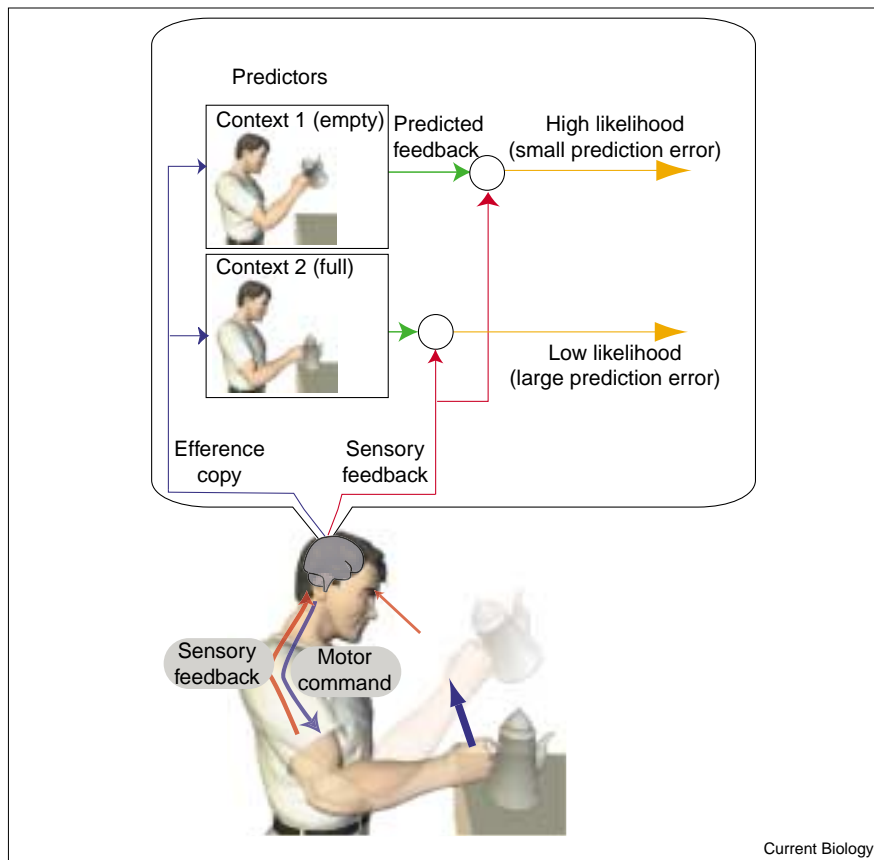 Predictors
Context 1 (empty)
Predicted
feedback
High likelihood
(small prediction error)
Context 2 (full)
Low likelihood
(large prediction error)
Efference
copy
Sensory
feedback
Sensory
feedback
Motor
command
Current Biology